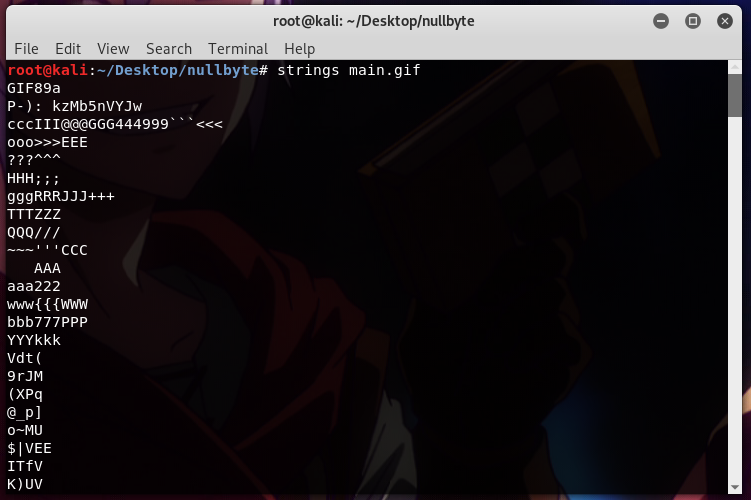 root@kali: ~/Desktop/nullbyte
File Edit View Search Terminal Help
root@kali:~/Desktop/nullbyte# strings main.gif
GIF89a
P-): kzMb5nVYJw
cccIII@@@GGG444999```<<<
ooo>>>EEE
???^^^
HHH;;;
gggRRRJJJ+++
TTTZZZ
QQQ///
~~~'''CCC
   AAA
aaa222
www{{{WWW
bbb777PPP
YYYkkk
Vdt(
9rJM
(XPq
@_p]
o~MU
$|VEE
ITfV
K)UV